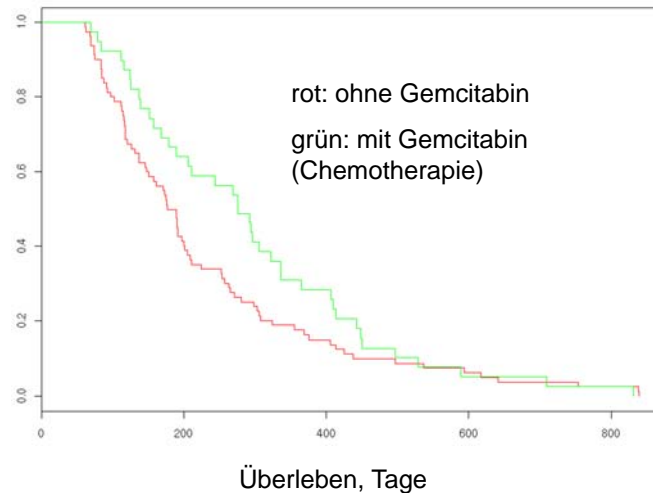 1.0
0.8
0.6
0.4
0.2
0.0
rot: ohne Gemcitabin
grün: mit Gemcitabin
(Chemotherapie)
0 200 400 600 800
Überleben, Tage